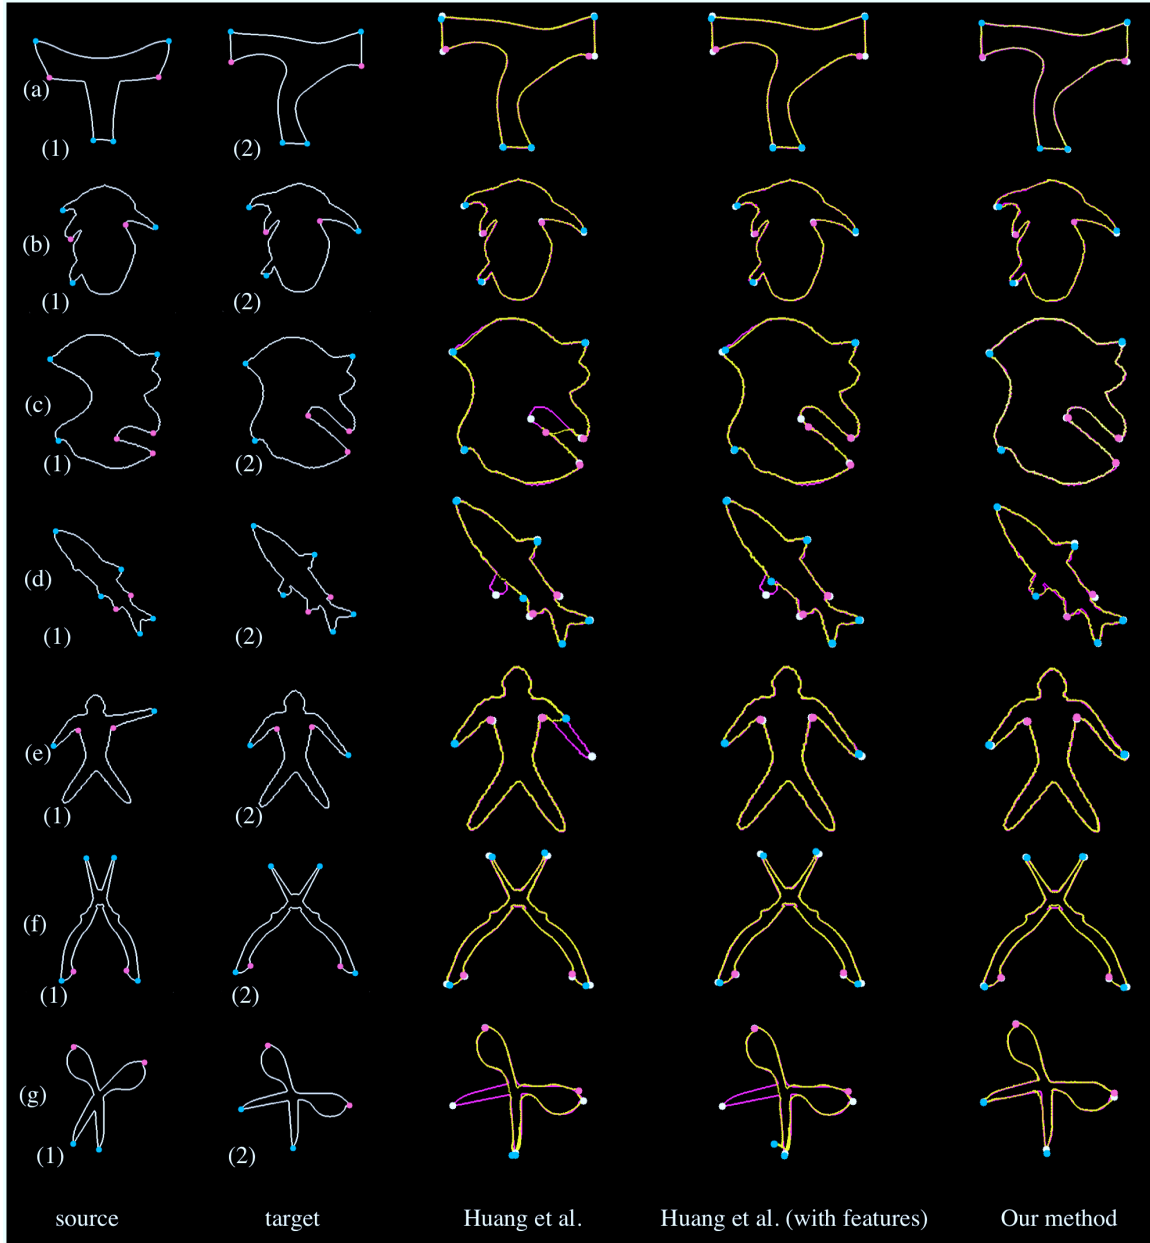 (a)
(1) (2)
(b)
(1) (2)
(c)
(1) (2)
(d)
(1) (2)
(e)
(1) (2)
(f)
(1) (2)
(g)
(1) (2)
source target Huang et al. Huang et al. (with features) Our method